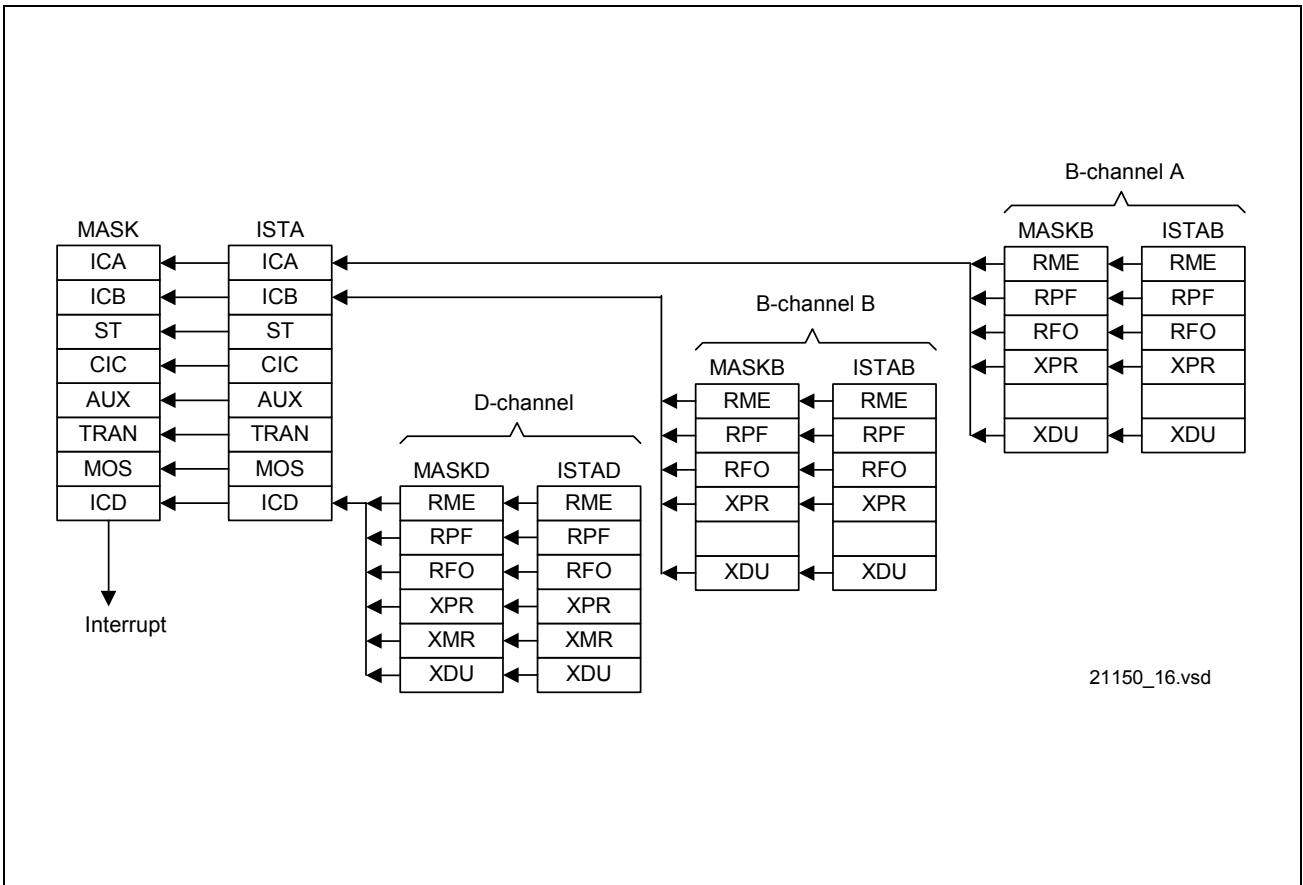 B-channel A
MASK ISTA MASKB ISTAB
ICA ICA RME RME
ICB ICB RPF RPF
ST ST RFO RFO
CIC CIC XPR XPR
AUX AUX XDU XDU
TRAN TRAN
MOS MOS
ICD ICD
Interrupt
B-channel B
MASKB ISTAB
RME RME
RPF RPF
RFO RFO
XPR XPR
XDU XDU
D-channel
MASKD ISTAD
RME RME
RPF RPF
RFO RFO
XPR XPR
XMR XMR
XDU XDU
21150_16.vsd